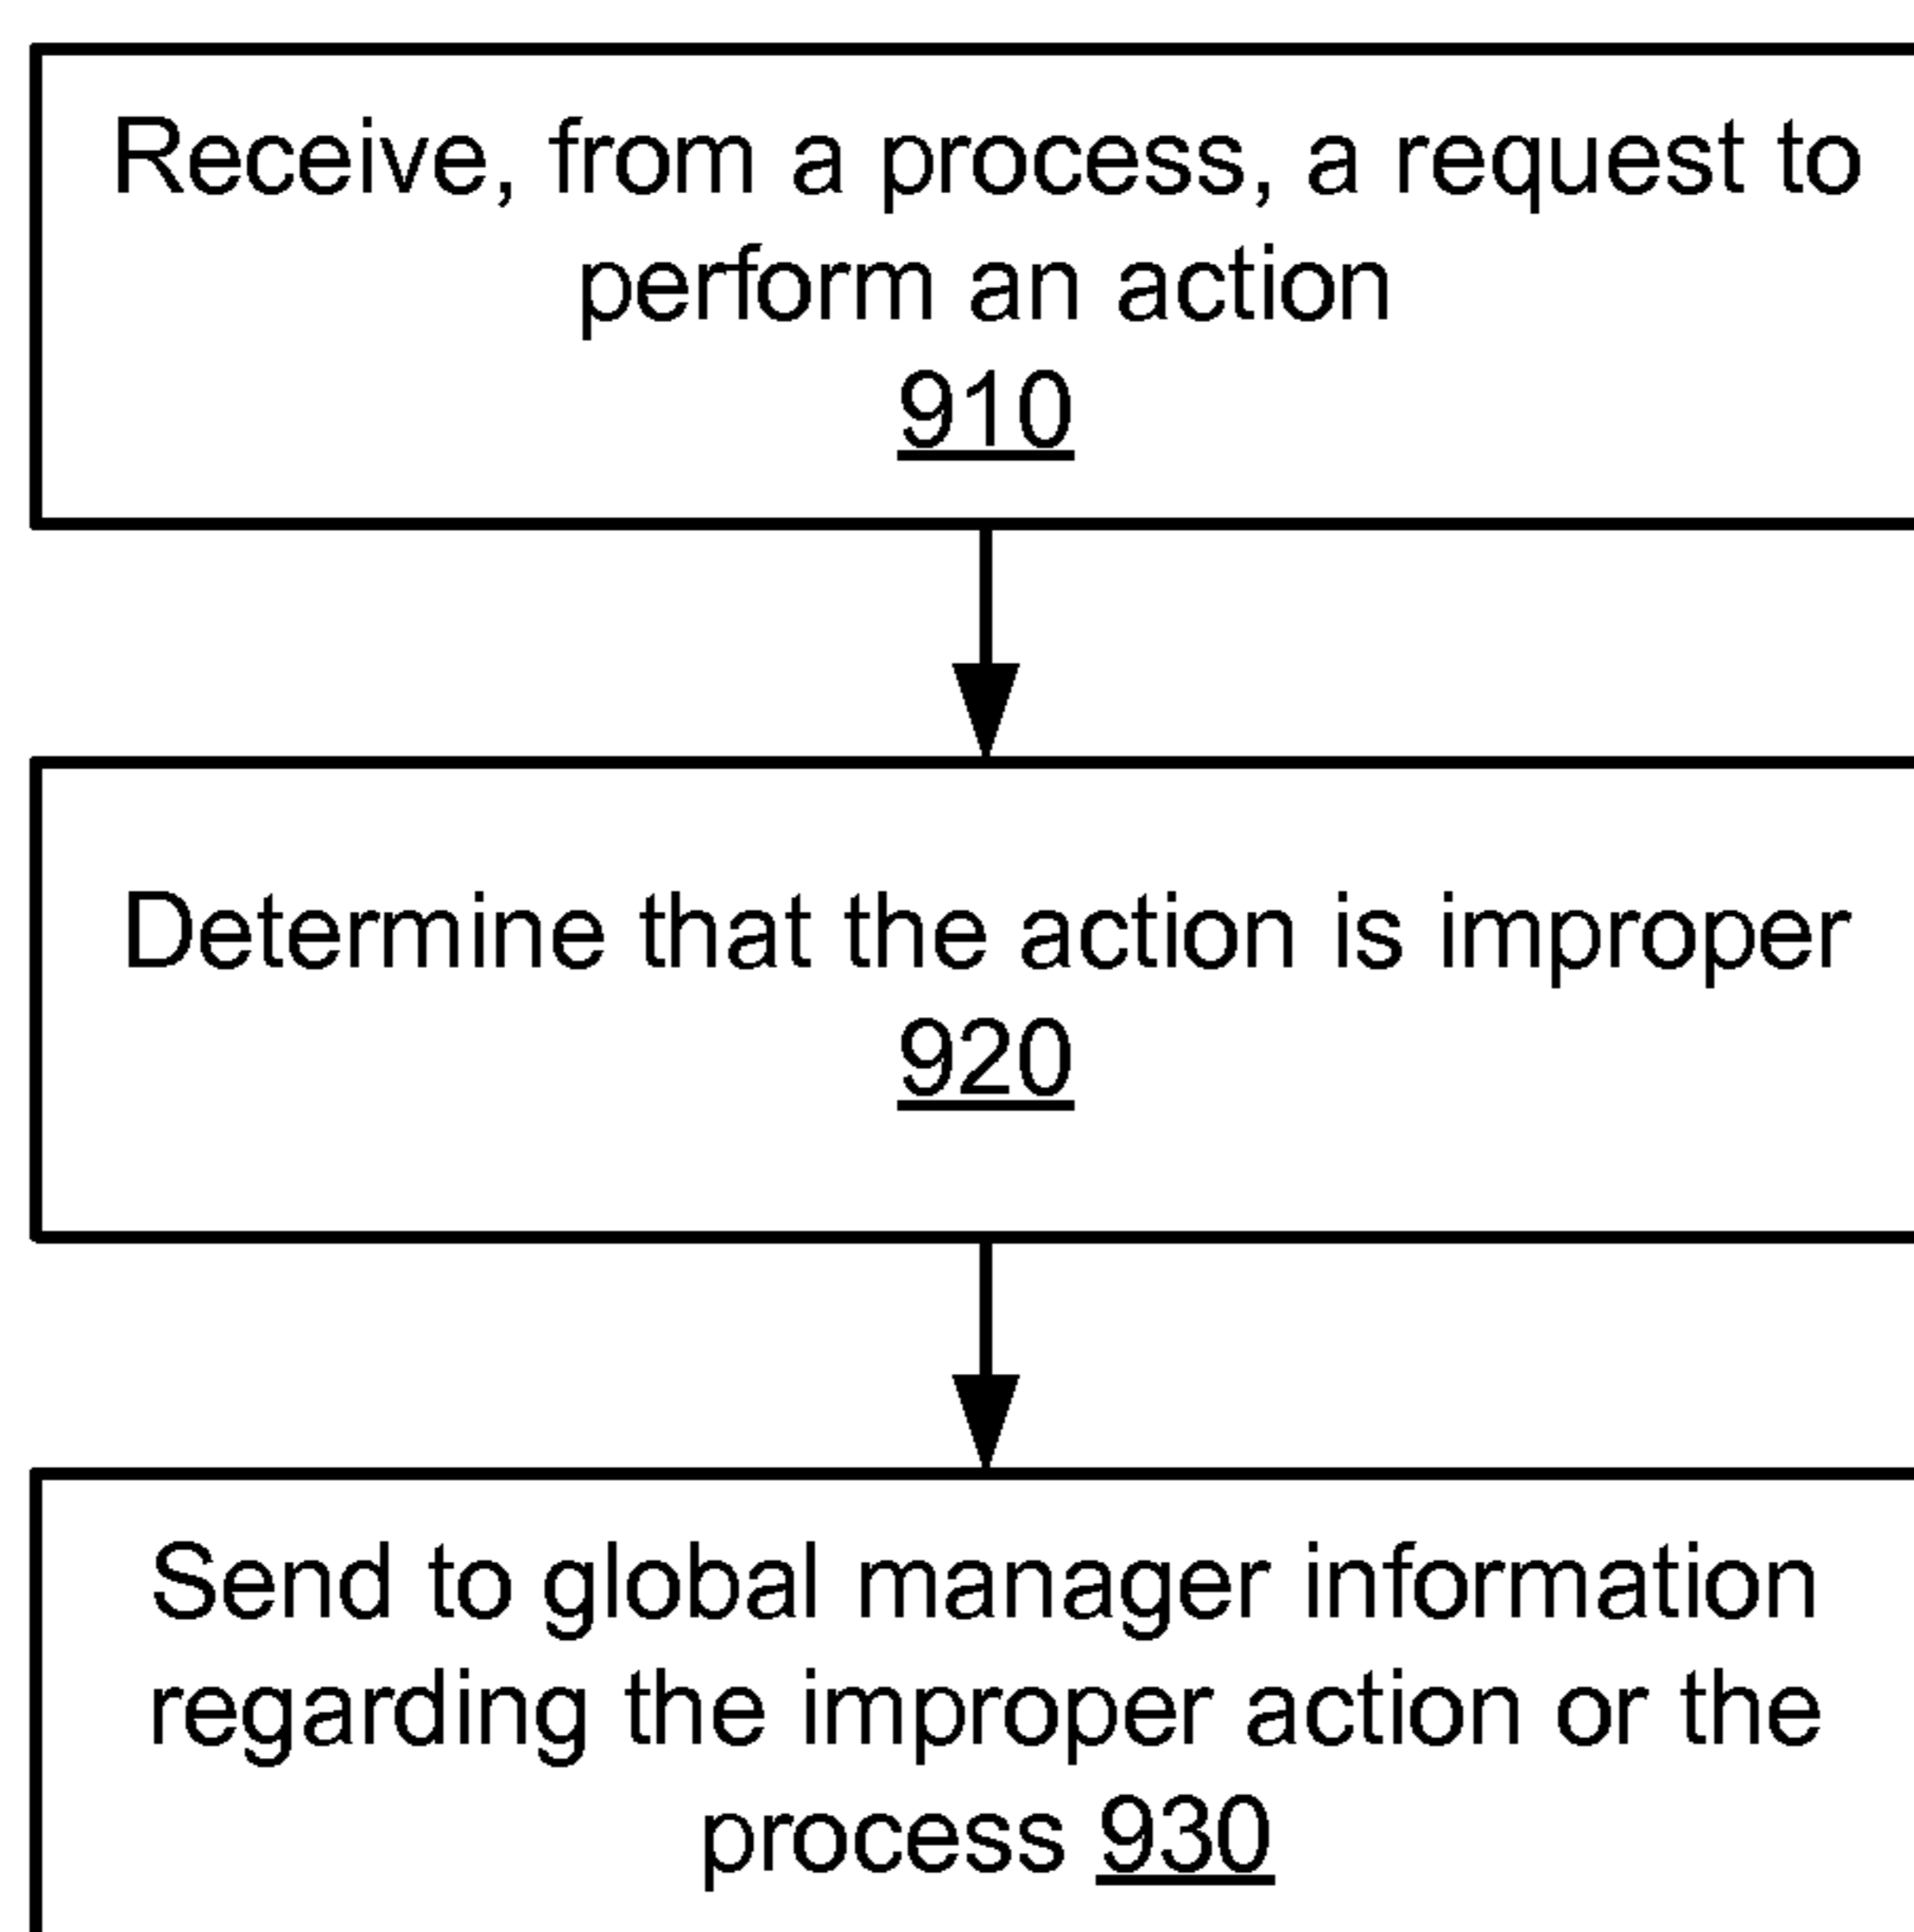 Receive, from a process, a request to
perform an action
910
Determine that the action is improper
920
Send to global manager information
regarding the improper action or the
process 930